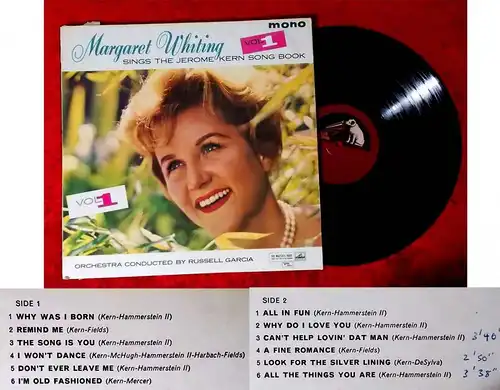 mono
Margaret Whiting
VOL 1
SINGS THE JEROME KERN SONG BOOK
VOL 1
ORCHESTRA CONDUCTED BY RUSSELL GARCIA
SIDE 1
1 WHY WAS I BORN (Kern-Hammerstein II)
2 REMIND ME (Kern-Fields)
3 THE SONG IS YOU (Kern-Hammerstein II)
4 I WON'T DANCE (Kern-McHugh-Hammerstein II-Harbach-Fields)
5 DON'T EVER LEAVE ME (Kern-Hammerstein II)
6 I'M OLD FASHIONED (Kern-Mercer)
SIDE 2
1 ALL IN FUN (Kern-Hammerstein II)
2 WHY DO I LOVE YOU (Kern-Hammerstein II)
3 CAN'T HELP LOVIN' DAT MAN (Kern-Hammerstein II) 3'40"
4 A FINE ROMANCE (Kern-Fields)
5 LOOK FOR THE SILVER LINING (Kern-DeSylva) 2'50"
6 ALL THE THINGS YOU ARE (Kern-Hammerstein II) 3'38"